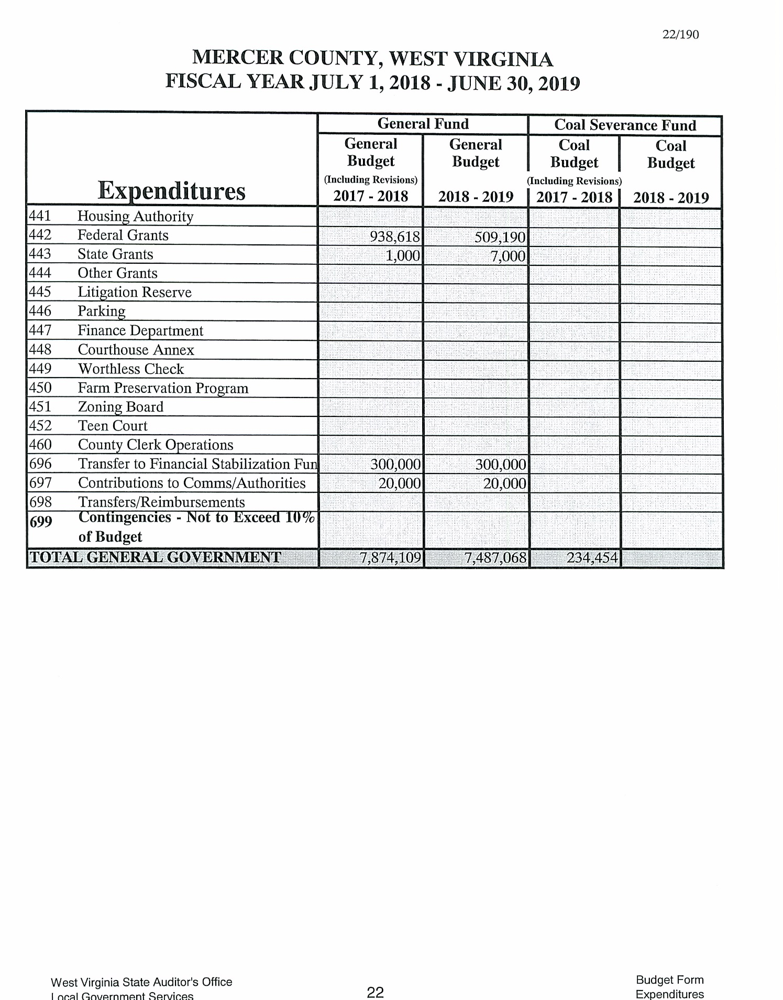 22/190
MERCER COUNTY, WEST VIRGINIA
FISCAL YEAR JULY 1, 2018 - JUNE 30, 2019
General Fund Coal Severance Fund
General General Coal Coal
Budget Budget Budget Budget
(Including Revisions) (Including Revisions)
Expenditures 2017 - 2018 2018 - 2019 2017 - 2018 2018 - 2019
441 Housing Authority
442 Federal Grants 938,618 509,190
443 State Grants 1,000 7,000
444 Other Grants
445 Litigation Reserve
446 Parking
447 Finance Department
448 Courthouse Annex
449 Worthless Check
450 Farm Preservation Program
451 Zoning Board
452 Teen Court
460 County Clerk Operations
696 Transfer to Financial Stabilization Fun 300,000 300,000
697 Contributions to Comms/Authorities 20,000 20,000
698 Transfers/Reimbursements
699 Contingencies - Not to Exceed 10%
of Budget
TOTAL GENERAL GOVERNMENT 7,874,109 7,487,068 234,454
West Virginia State Auditor's Office Budget Form
Local Government Services 22 Expenditures